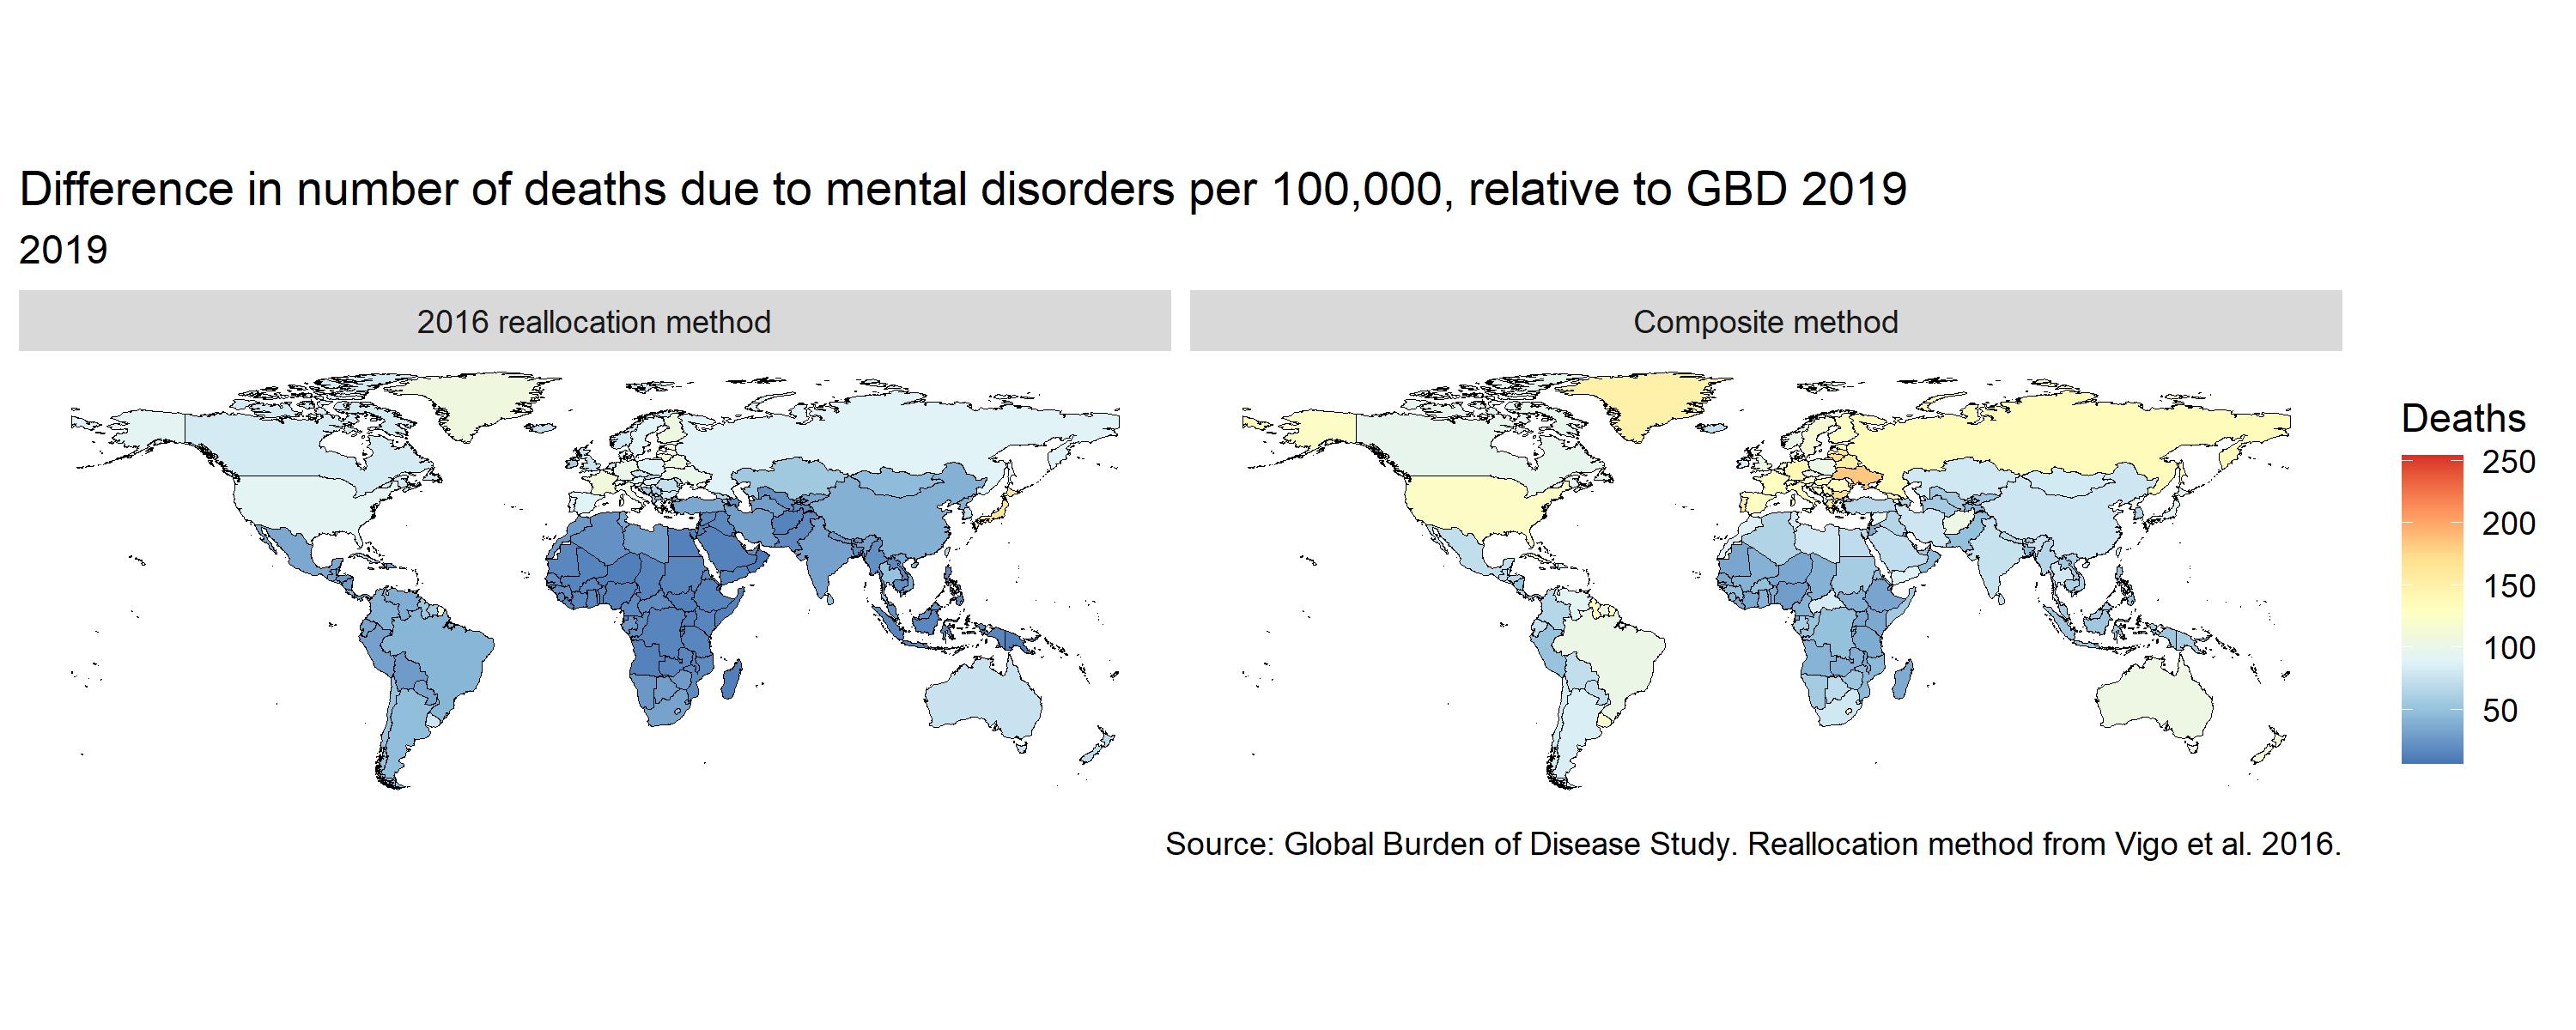 Difference in number of deaths due to mental disorders per 100,000, relative to GBD 2019
2019
2016 reallocation method
Composite method
Deaths
250
200
150
100
50
Source: Global Burden of Disease Study. Reallocation method from Vigo et al. 2016.